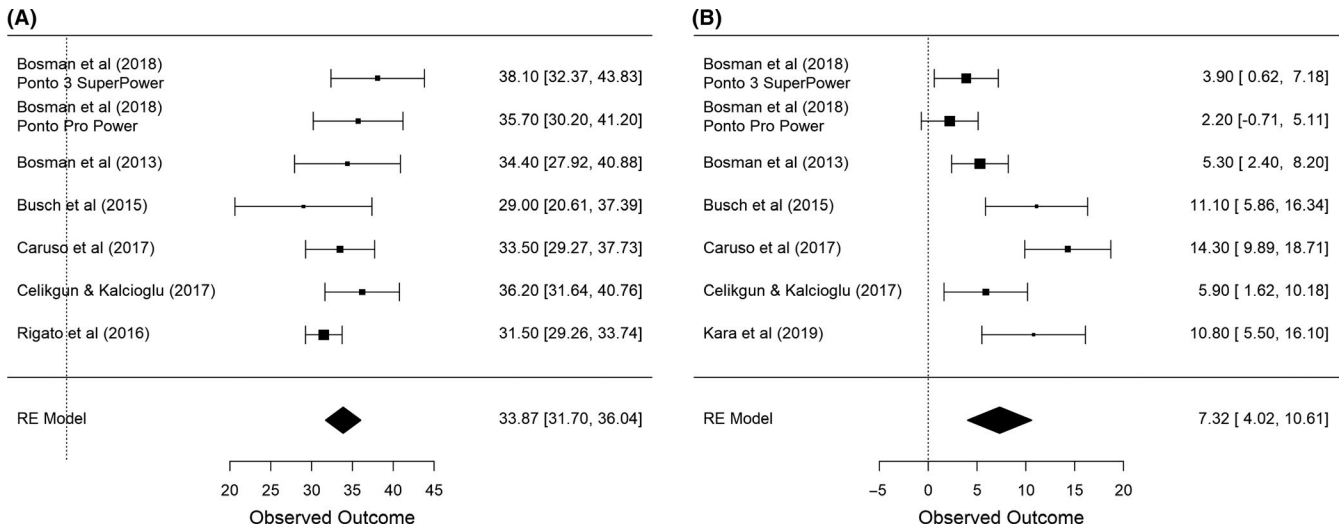 (A)
Bosman et al (2018)
Ponto 3 SuperPower 38.10 [32.37, 43.83]
Bosman et al (2018)
Ponto Pro Power 35.70 [30.20, 41.20]
Bosman et al (2013) 34.40 [27.92, 40.88]
Busch et al (2015) 29.00 [20.61, 37.39]
Caruso et al (2017) 33.50 [29.27, 37.73]
Celikgun & Kalcioglu (2017) 36.20 [31.64, 40.76]
Rigato et al (2016) 31.50 [29.26, 33.74]
RE Model 33.87 [31.70, 36.04]
20 25 30 35 40 45
Observed Outcome
(B)
Bosman et al (2018)
Ponto 3 SuperPower 3.90 [ 0.62, 7.18]
Bosman et al (2018)
Ponto Pro Power 2.20 [-0.71, 5.11]
Bosman et al (2013) 5.30 [ 2.40, 8.20]
Busch et al (2015) 11.10 [ 5.86, 16.34]
Caruso et al (2017) 14.30 [ 9.89, 18.71]
Celikgun & Kalcioglu (2017) 5.90 [ 1.62, 10.18]
Kara et al (2019) 10.80 [ 5.50, 16.10]
RE Model 7.32 [ 4.02, 10.61]
−5 0 5 10 15 20
Observed Outcome